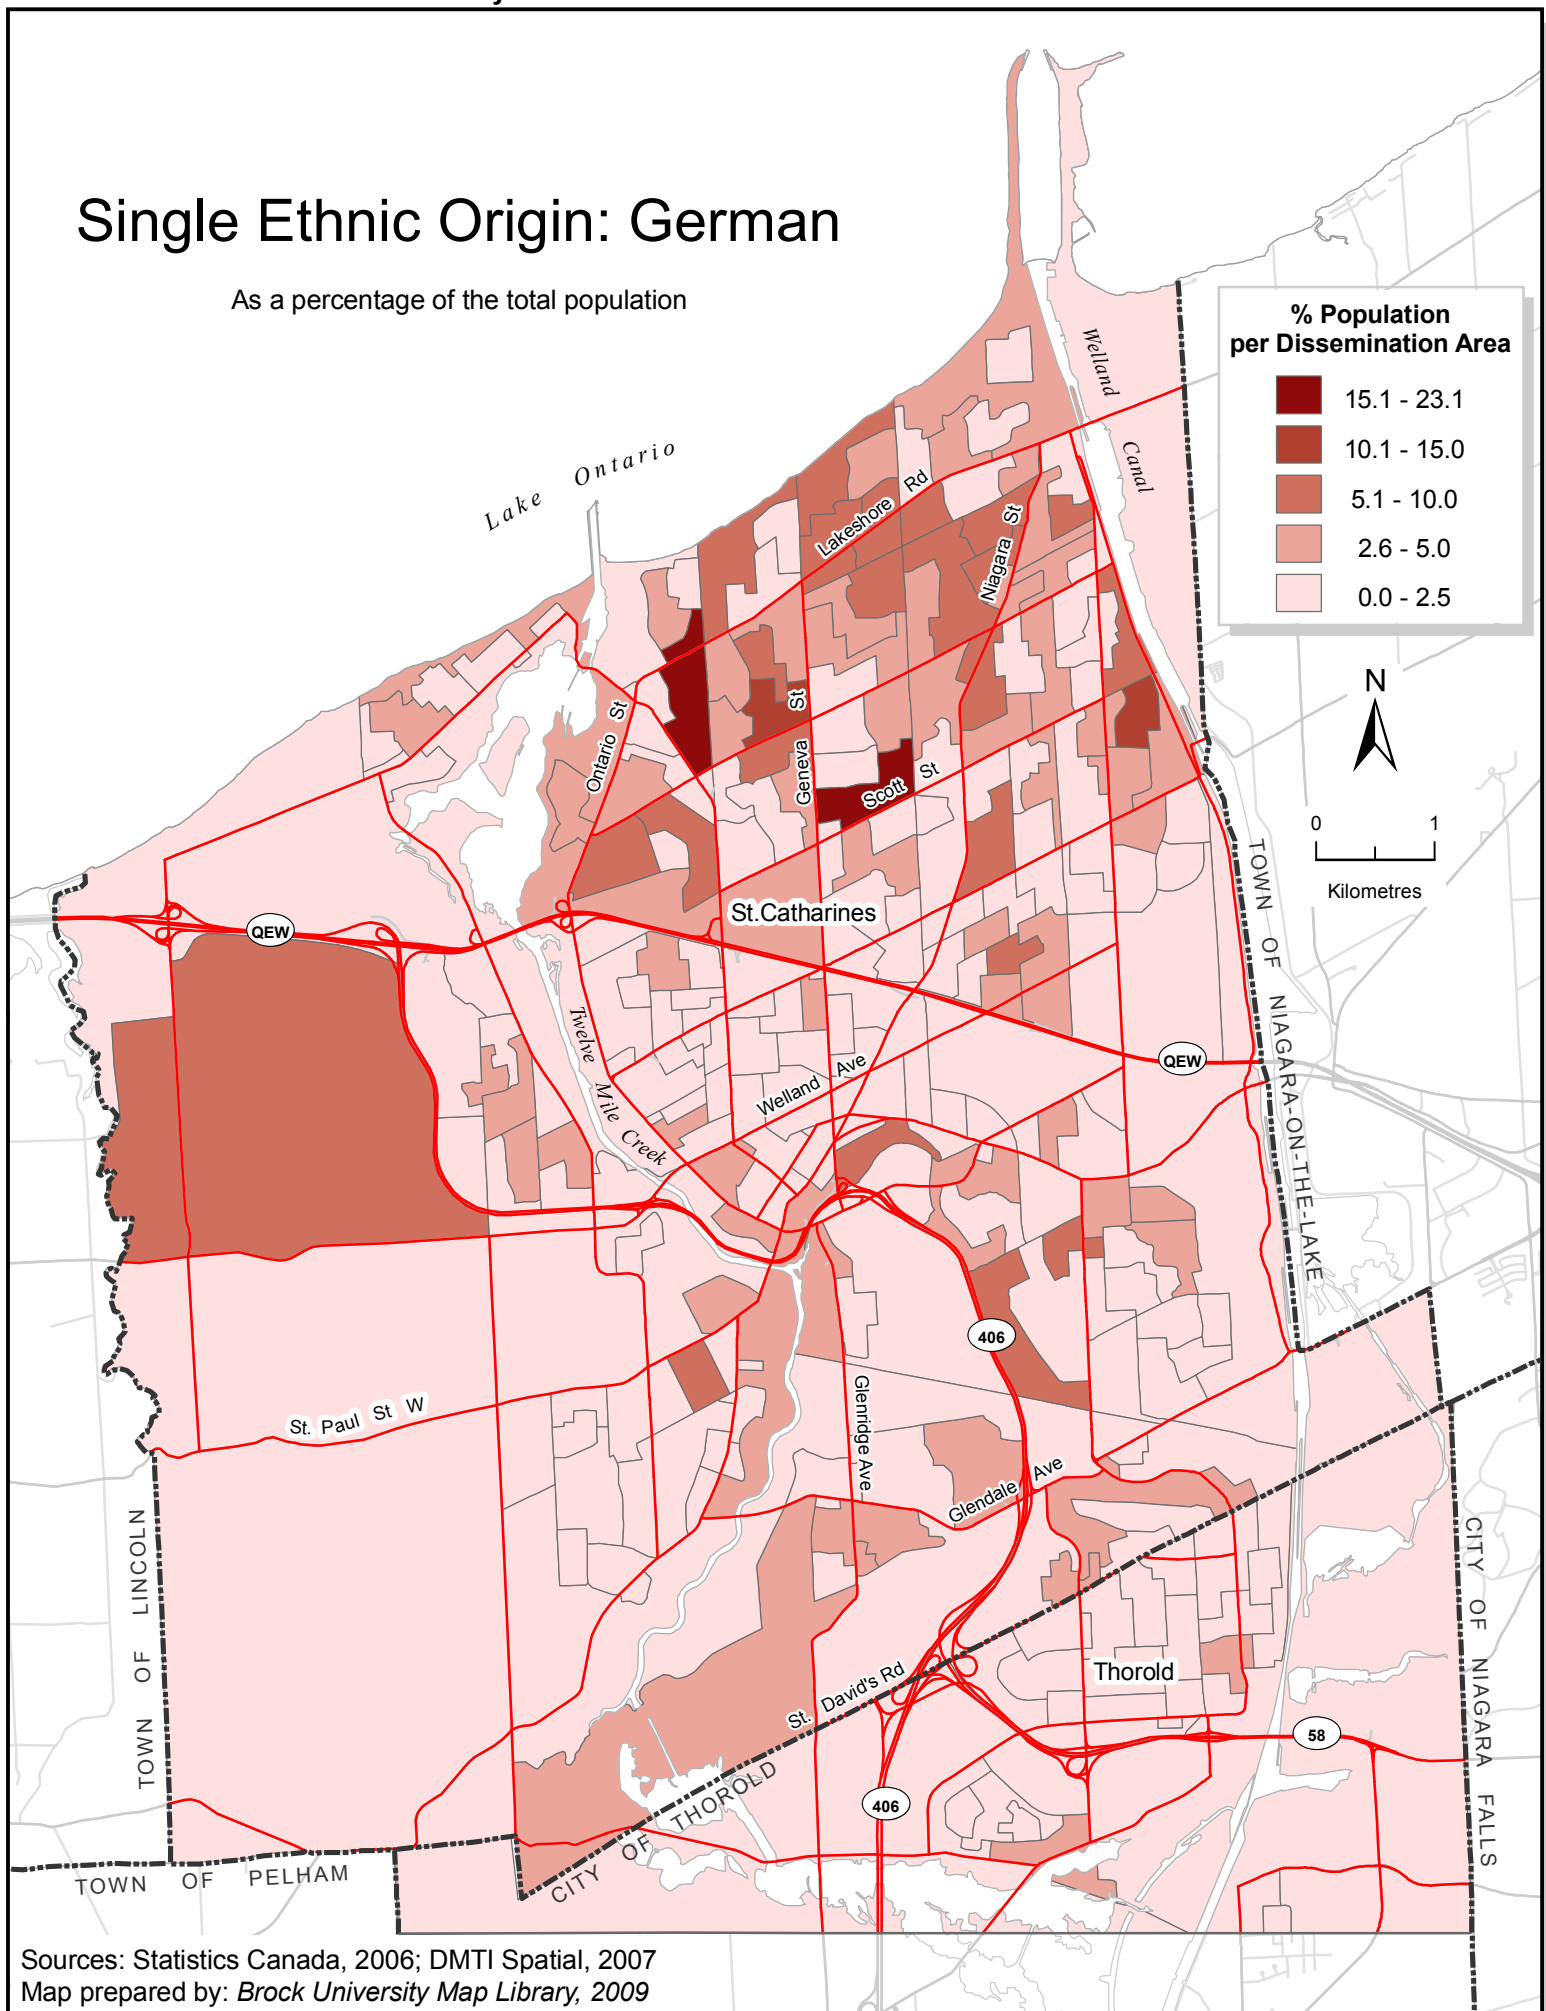 Single Ethnic Origin: German
As a percentage of the total population
% Population
per Dissemination Area
15.1 - 23.1
10.1 - 15.0
5.1 - 10.0
2.6 - 5.0
0.0 - 2.5
N
0 1
Kilometres
Lake Ontario
Welland
Canal
Lakeshore Rd
Niagara St
Ontario St
Geneva St
Scott St
St.Catharines
QEW
QEW
Twelve Mile Creek
Welland Ave
TOWN OF NIAGARA-ON-THE-LAKE
406
St. Paul St W
Glenridge Ave
Glendale Ave
TOWN OF LINCOLN
CITY OF NIAGARA FALLS
Thorold
St. David's Rd
58
406
CITY OF THOROLD
TOWN OF PELHAM
Sources: Statistics Canada, 2006; DMTI Spatial, 2007
Map prepared by: Brock University Map Library, 2009